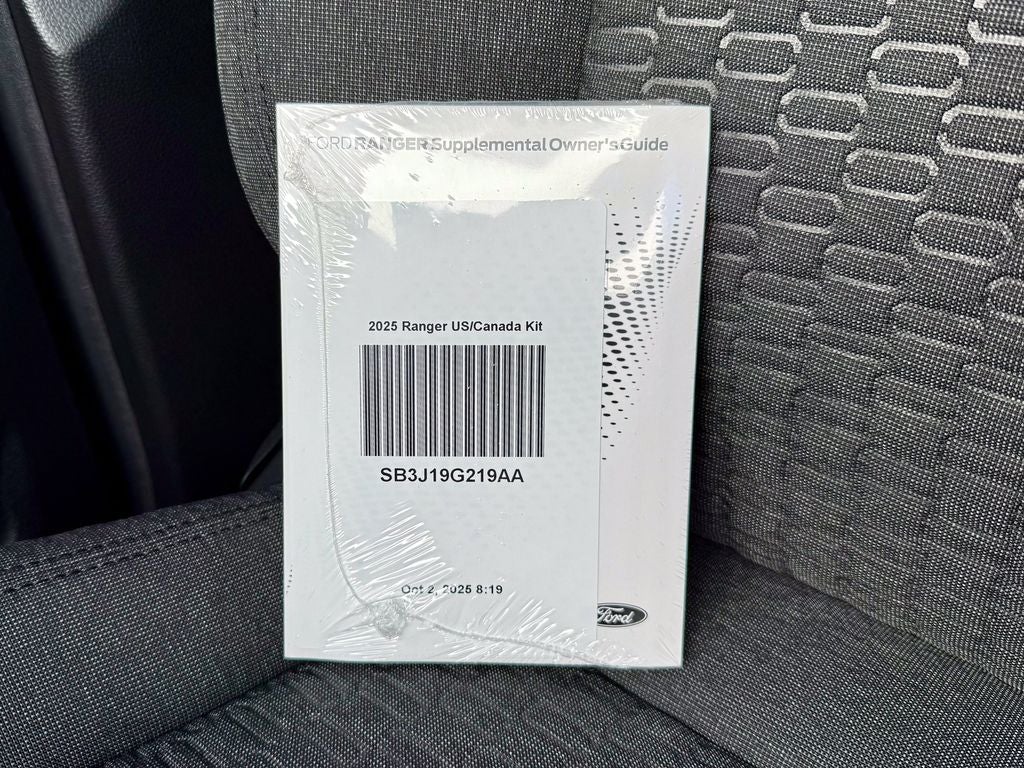 FORD RANGER Supplemental Owner's Guide
2025 Ranger US/Canada Kit
SB3J19G219AA
Oct 2, 2025 8:19
Ford